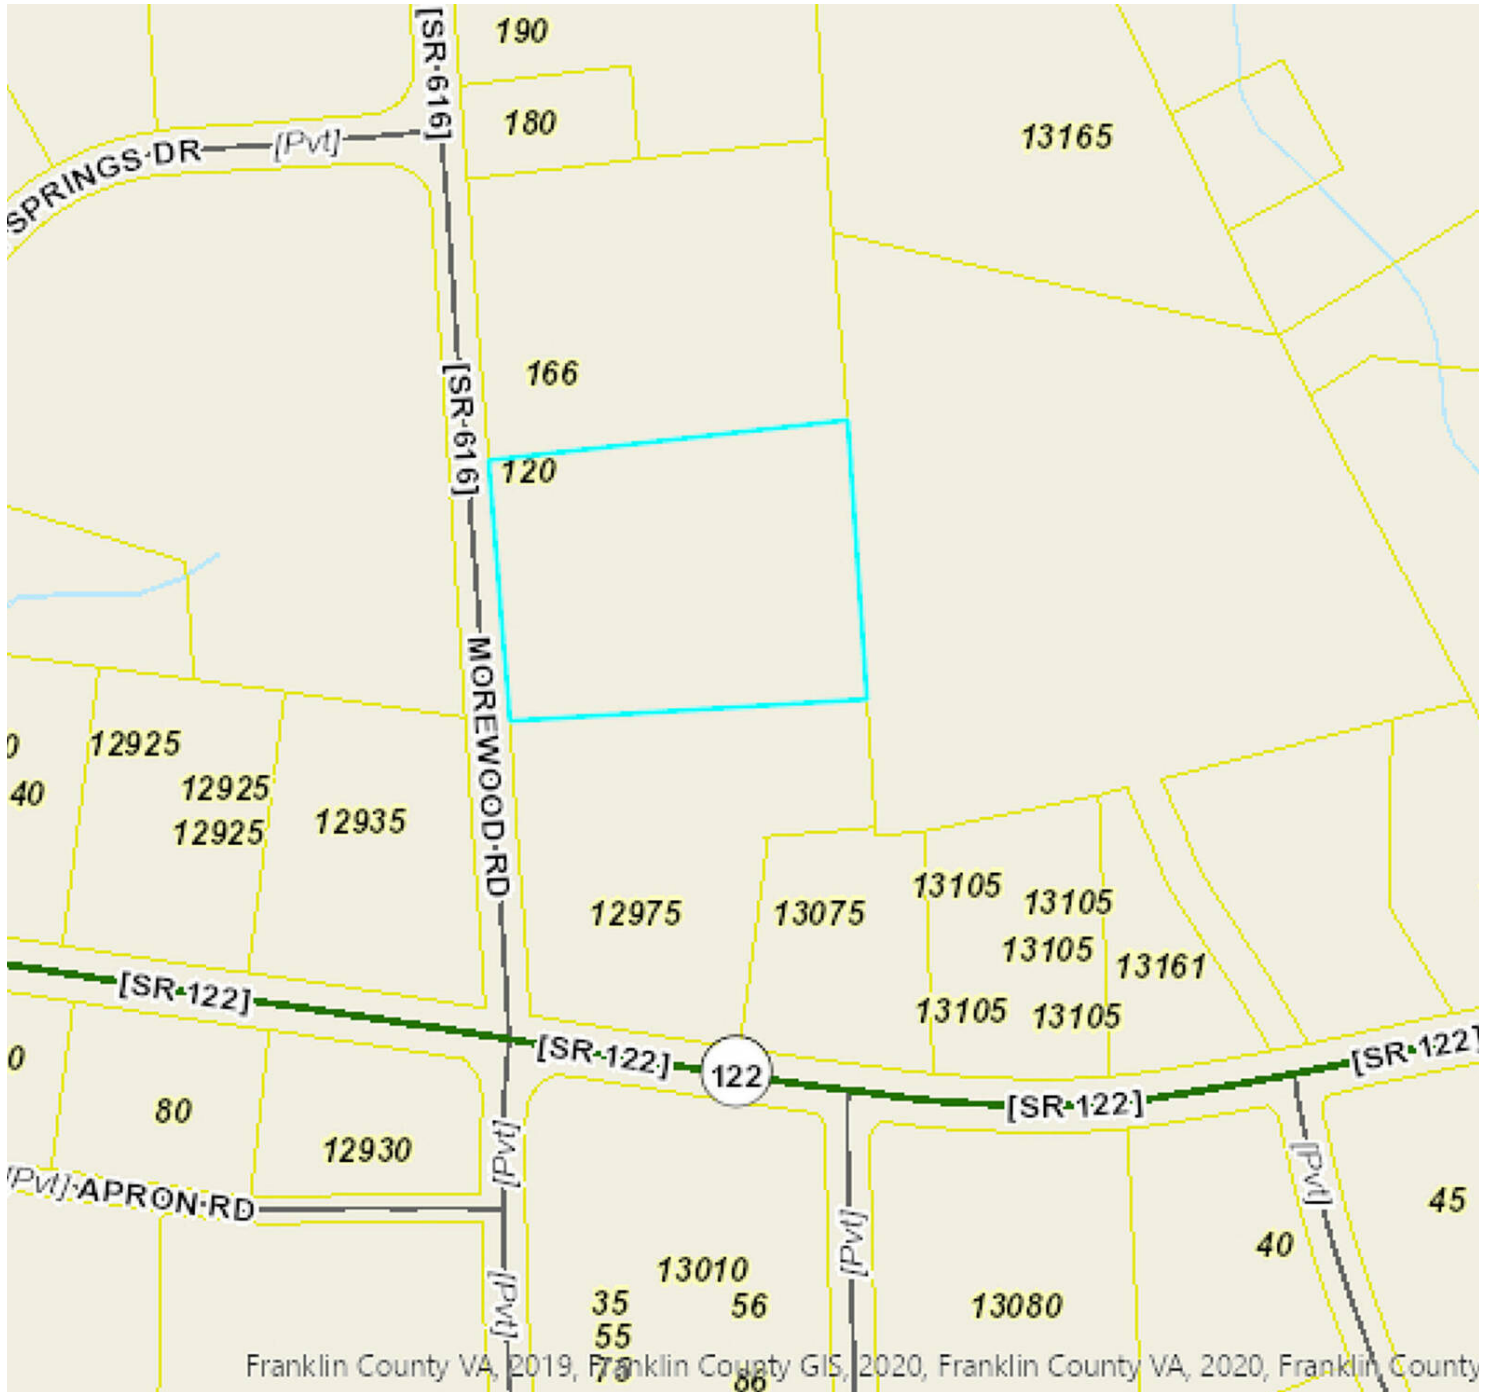 190
[SR·616]
180
13165
[Pvt]
SPRINGS·DR
166
[SR·616]
120
MOREWOOD·RD
12925
40
12925
12925
12935
12975
13075
13105
13105
13105
13161
13105
13105
[SR·122]
[SR·122]
122
[SR·122]
[SR·122]
0
80
12930
[Pvt]
[Pvt]
[Pvt]·APRON·RD
[Pvt]
[Pvt]
45
40
13010
35
56
55
13080
86
Franklin County VA, 2019, Franklin County GIS, 2020, Franklin County VA, 2020, Franklin County